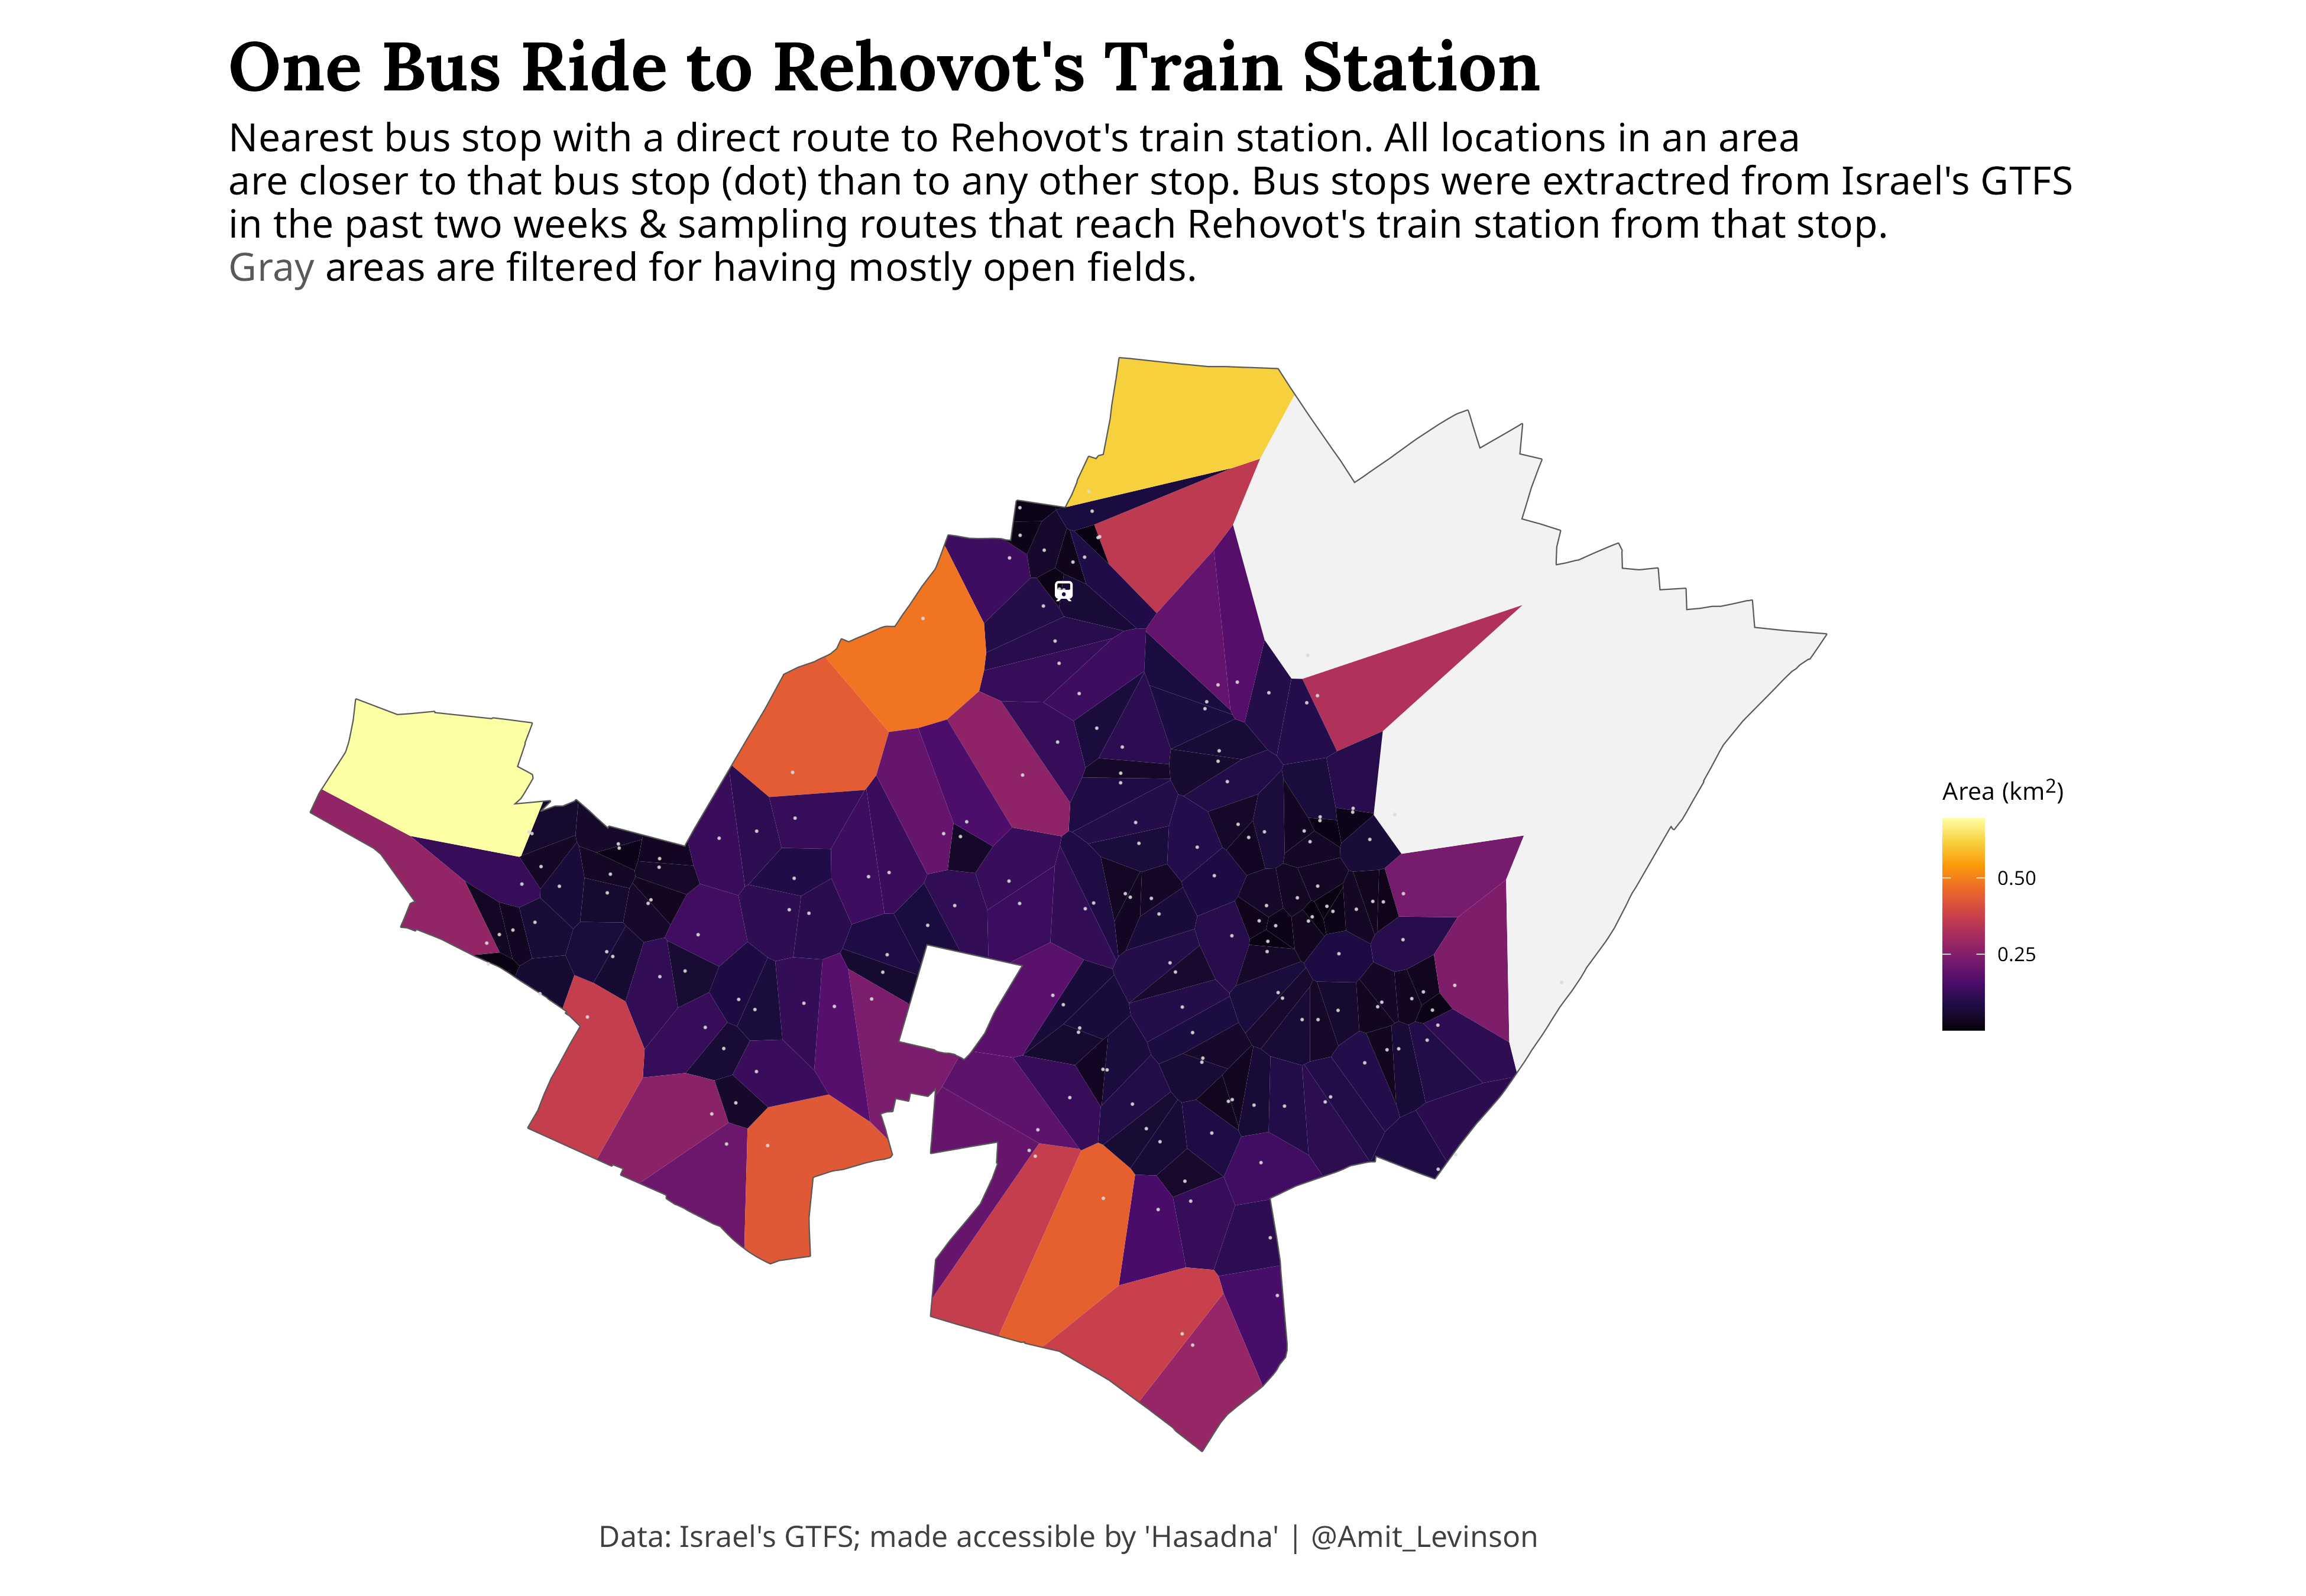 One Bus Ride to Rehovot's Train Station
Nearest bus stop with a direct route to Rehovot's train station. All locations in an area
are closer to that bus stop (dot) than to any other stop. Bus stops were extractred from Israel's GTFS
in the past two weeks & sampling routes that reach Rehovot's train station from that stop.
Gray areas are filtered for having mostly open fields.
Area (km²)
0.50
0.25
Data: Israel's GTFS; made accessible by 'Hasadna' | @Amit_Levinson